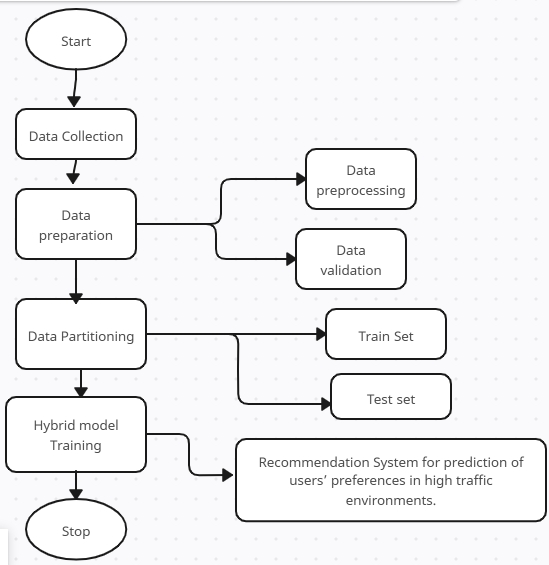 Start
Data Collection
Data
preparation
Data
preprocessing
Data
validation
Data Partitioning
Train Set
Test set
Hybrid model
Training
Recommendation System for prediction of
users’ preferences in high traffic
environments.
Stop